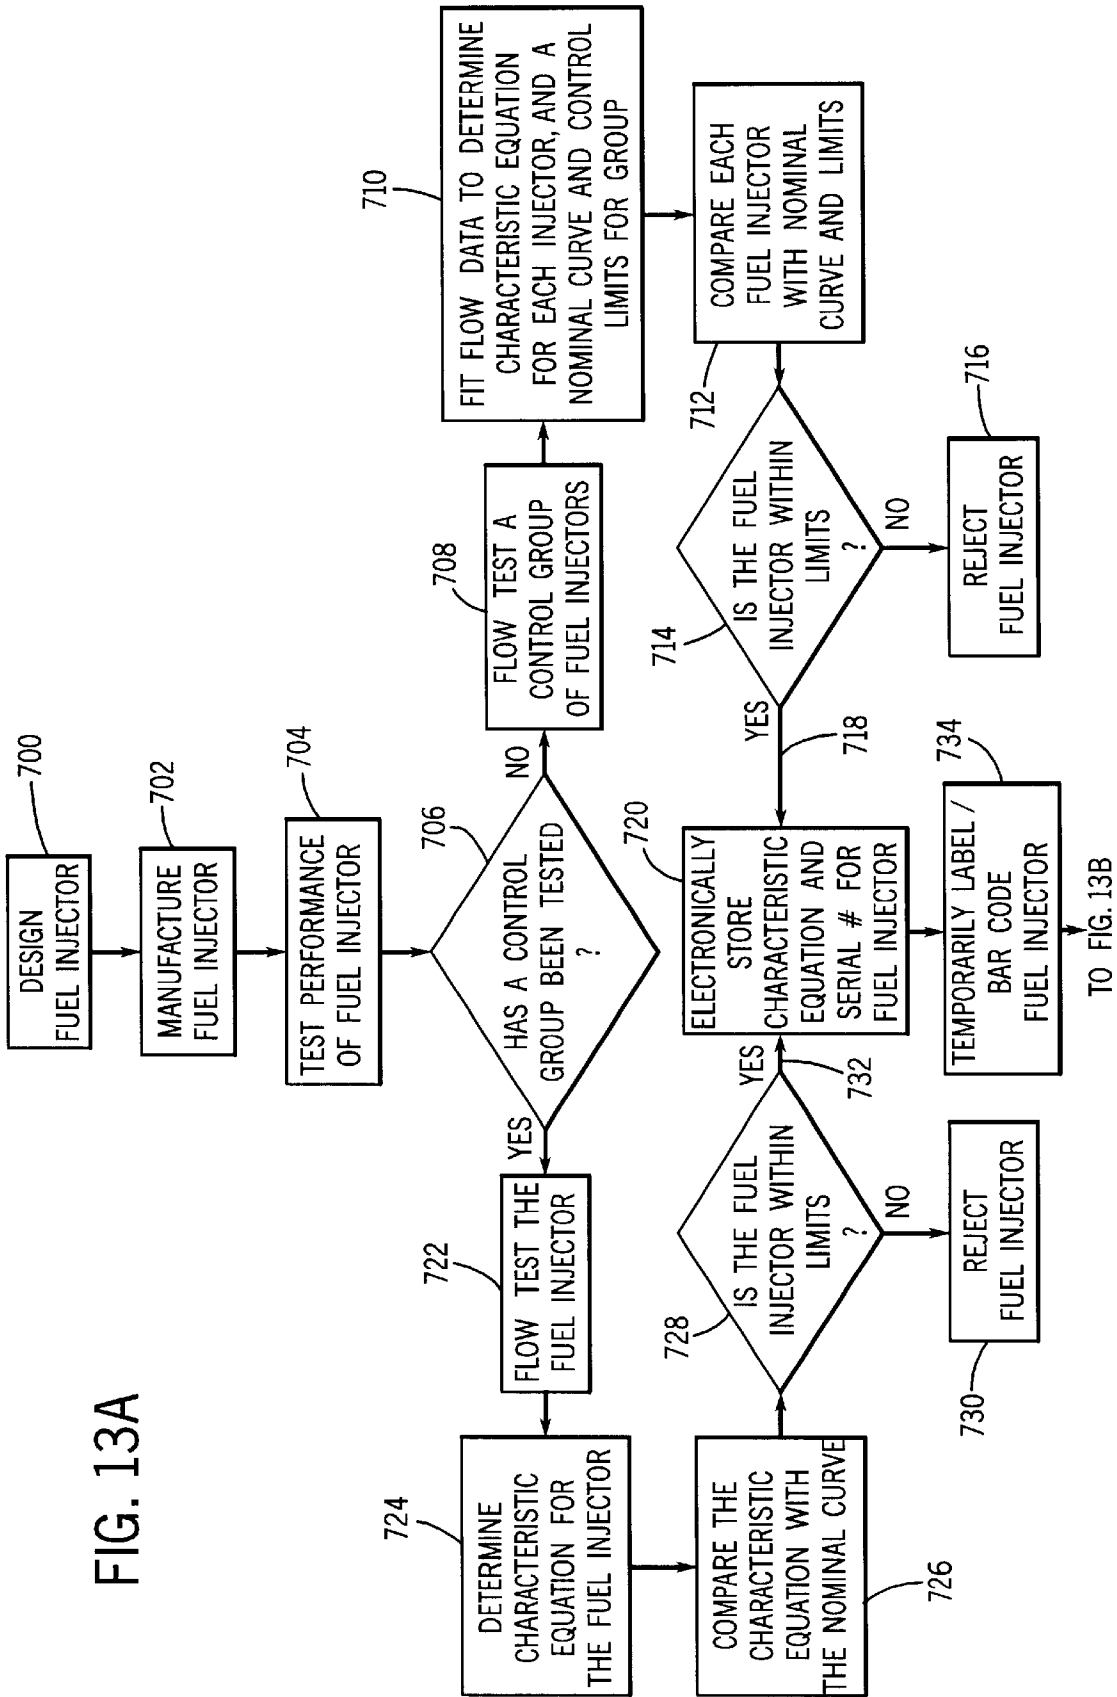 FIG. 13A
DESIGN
FUEL INJECTOR
700
MANUFACTURE
FUEL INJECTOR
702
TEST PERFORMANCE
OF FUEL INJECTOR
704
HAS A CONTROL
GROUP BEEN TESTED
?
706
NO
YES
FLOW TEST A
CONTROL GROUP
OF FUEL INJECTORS
708
FIT FLOW DATA TO DETERMINE
CHARACTERISTIC EQUATION
FOR EACH INJECTOR, AND A
NOMINAL CURVE AND CONTROL
LIMITS FOR GROUP
710
COMPARE EACH
FUEL INJECTOR
WITH NOMINAL
CURVE AND LIMITS
712
IS THE FUEL
INJECTOR WITHIN
LIMITS
?
714
NO
REJECT
FUEL INJECTOR
716
YES
718
ELECTRONICALLY
STORE
CHARACTERISTIC
EQUATION AND
SERIAL # FOR
FUEL INJECTOR
720
FLOW TEST THE
FUEL INJECTOR
722
DETERMINE
CHARACTERISTIC
EQUATION FOR
THE FUEL INJECTOR
724
COMPARE THE
CHARACTERISTIC
EQUATION WITH
THE NOMINAL CURVE
726
IS THE FUEL
INJECTOR WITHIN
LIMITS
?
728
NO
REJECT
FUEL INJECTOR
730
YES
732
TEMPORARILY LABEL /
BAR CODE
FUEL INJECTOR
734
TO FIG. 13B